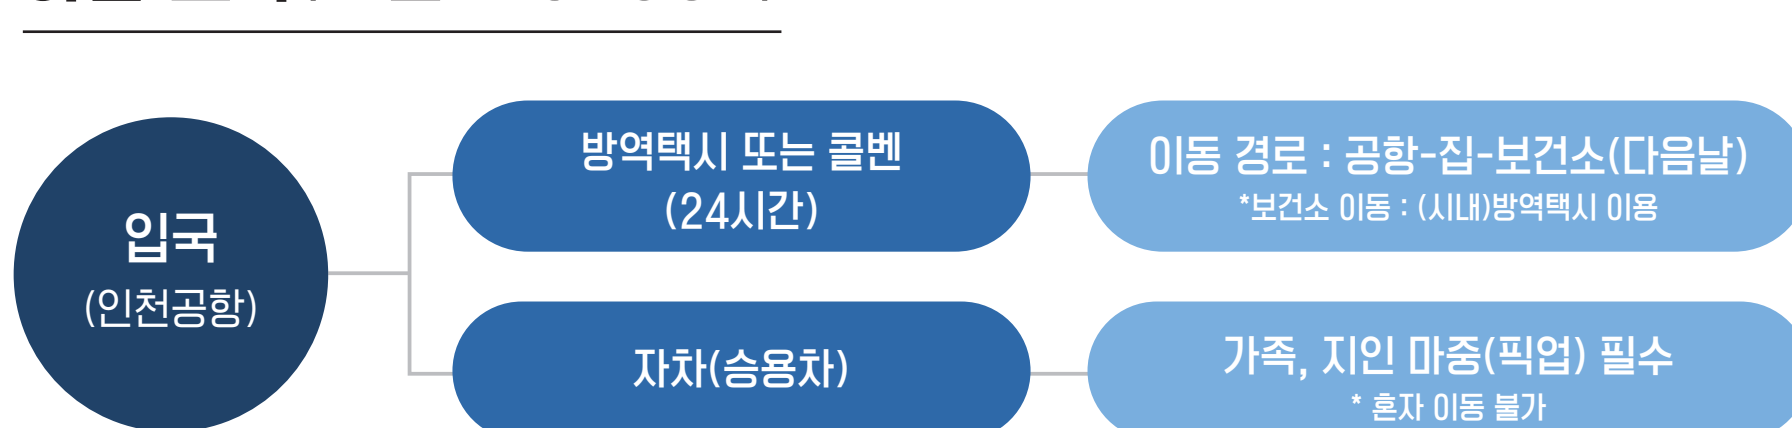 입국
(인천공항)
방역택시 또는 콜벤
(24시간)
이동 경로 : 공항-집-보건소(다음날)
*보건소 이동 : (시내)방역택시 이용
자차(승용차)
가족, 지인 마중(픽업) 필수
* 혼자 이동 불가